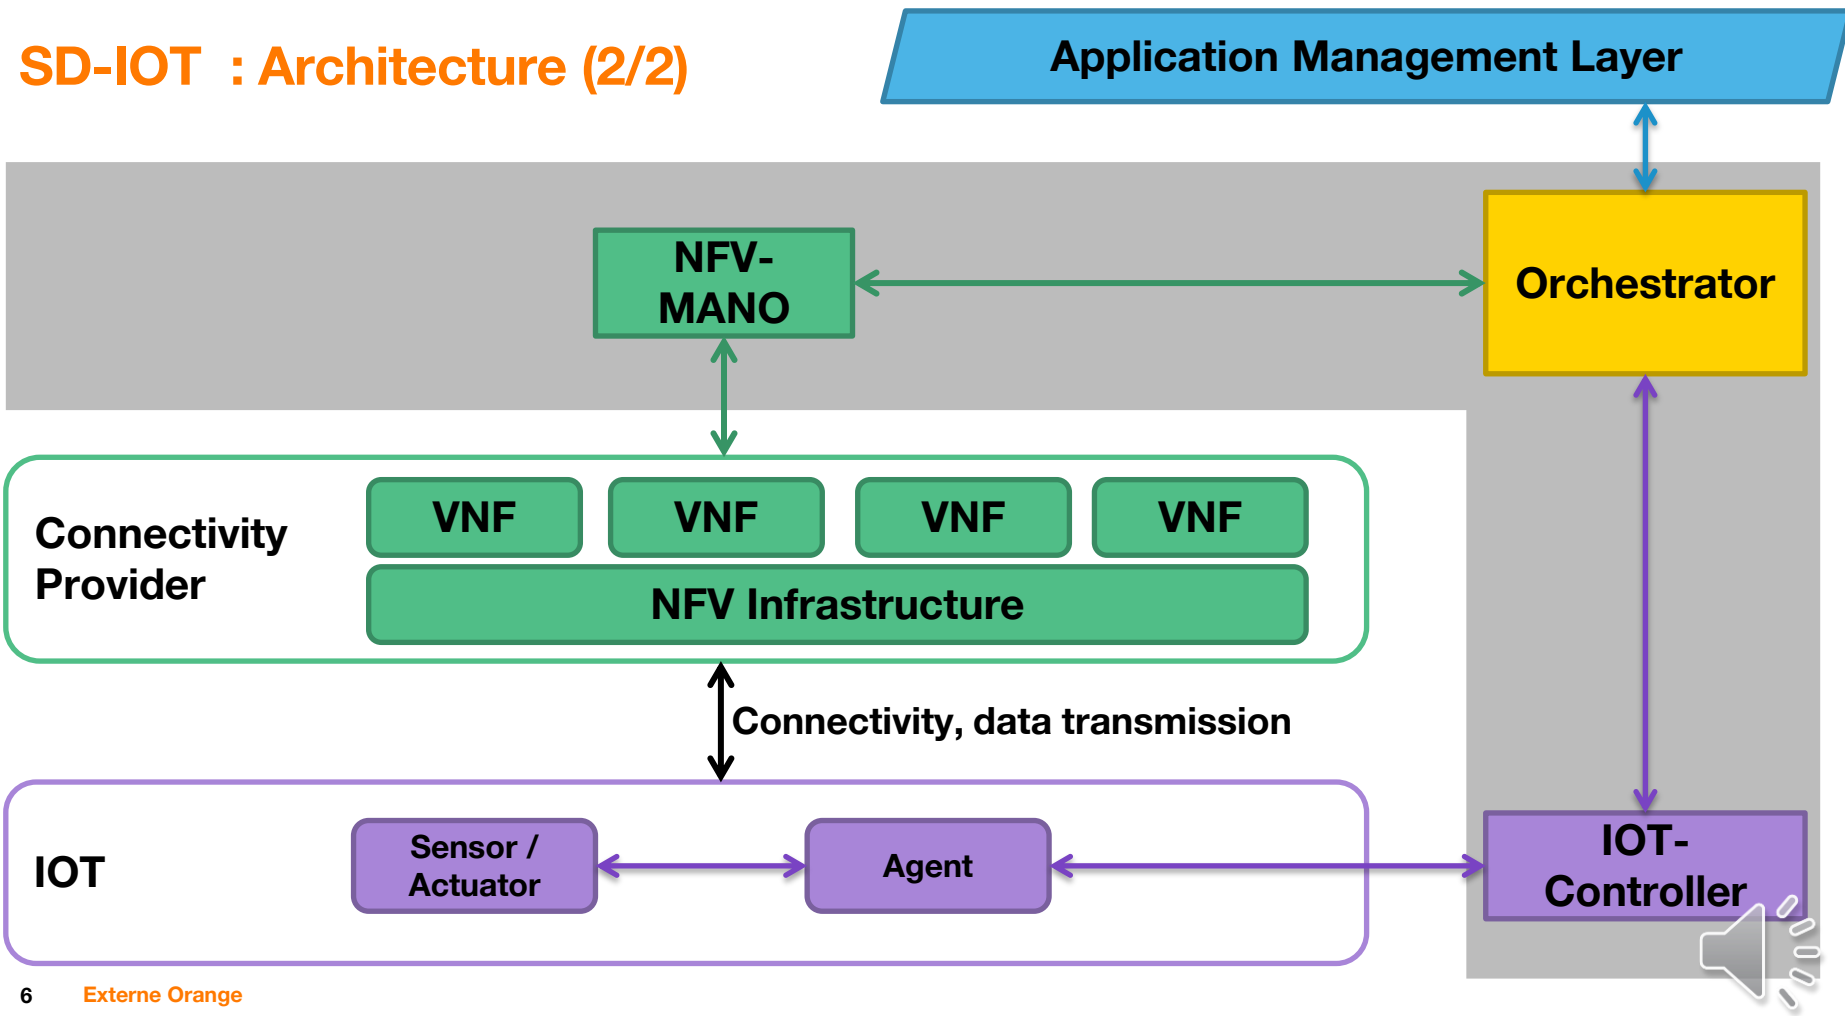 SD-IOT : Architecture (2/2)
Application Management Layer
NFV-
MANO
Orchestrator
Connectivity
Provider
VNF VNF VNF VNF
NFV Infrastructure
Connectivity, data transmission
IOT
Sensor /
Actuator
Agent
IOT-
Controller
6 Externe Orange